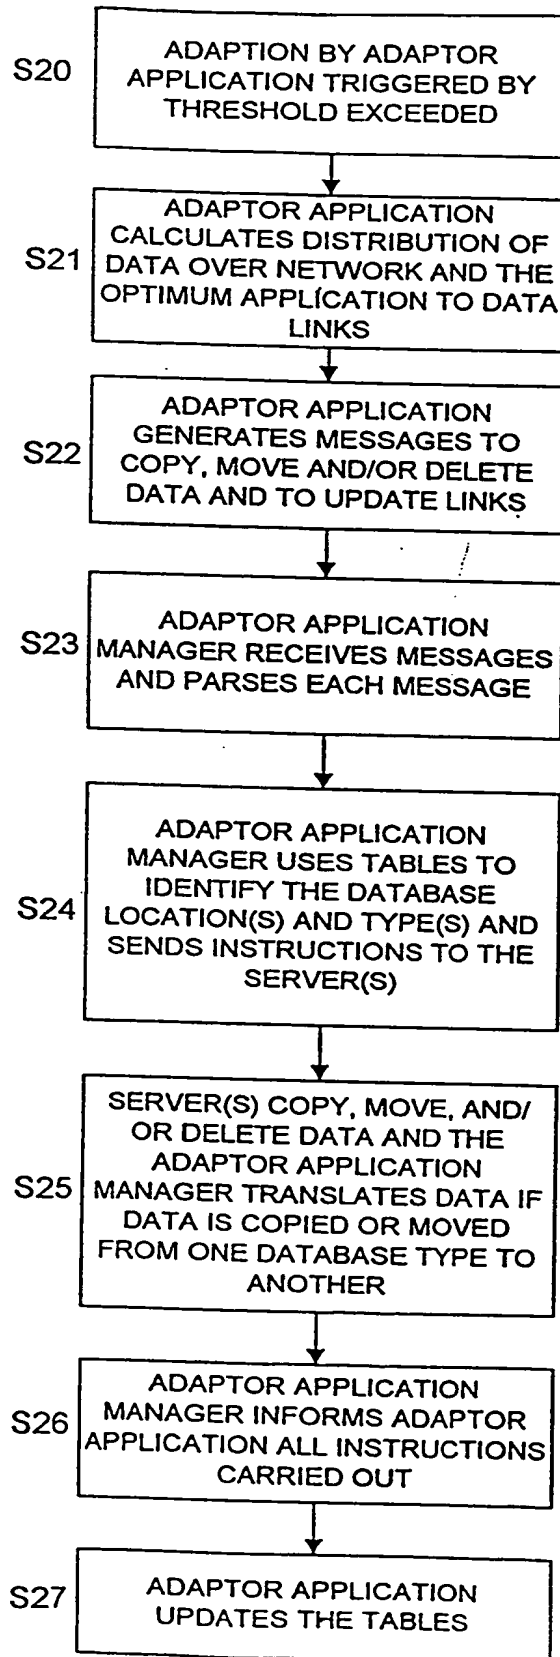 S20
ADAPTION BY ADAPTOR
APPLICATION TRIGGERED BY
THRESHOLD EXCEEDED
S21
ADAPTOR APPLICATION
CALCULATES DISTRIBUTION OF
DATA OVER NETWORK AND THE
OPTIMUM APPLICATION TO DATA
LINKS
S22
ADAPTOR APPLICATION
GENERATES MESSAGES TO
COPY, MOVE AND/OR DELETE
DATA AND TO UPDATE LINKS
S23
ADAPTOR APPLICATION
MANAGER RECEIVES MESSAGES
AND PARSES EACH MESSAGE
S24
ADAPTOR APPLICATION
MANAGER USES TABLES TO
IDENTIFY THE DATABASE
LOCATION(S) AND TYPE(S) AND
SENDS INSTRUCTIONS TO THE
SERVER(S)
S25
SERVER(S) COPY, MOVE, AND/
OR DELETE DATA AND THE
ADAPTOR APPLICATION
MANAGER TRANSLATES DATA IF
DATA IS COPIED OR MOVED
FROM ONE DATABASE TYPE TO
ANOTHER
S26
ADAPTOR APPLICATION
MANAGER INFORMS ADAPTOR
APPLICATION ALL INSTRUCTIONS
CARRIED OUT
S27
ADAPTOR APPLICATION
UPDATES THE TABLES